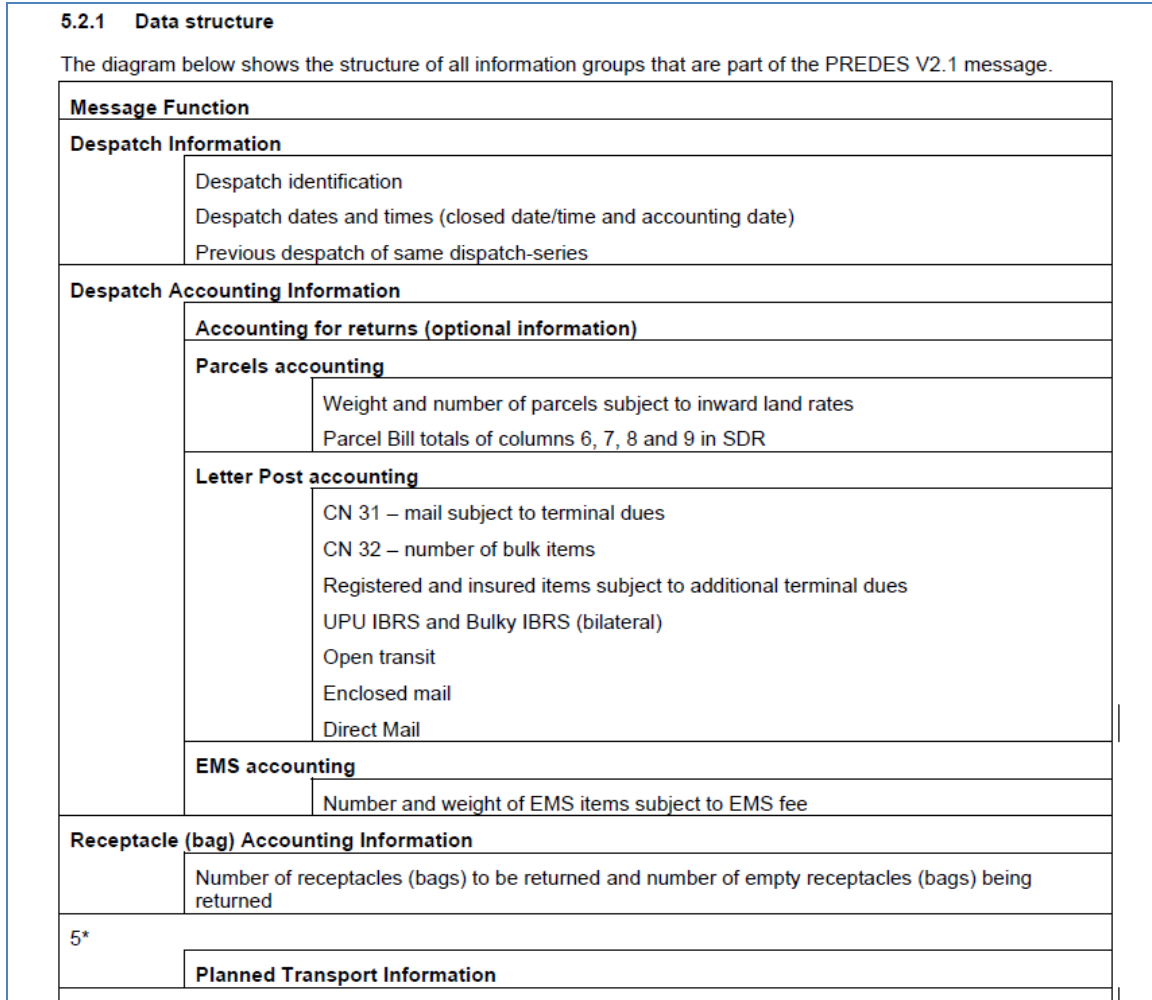 5.2.1 Data structure
The diagram below shows the structure of all information groups that are part of the PREDES V2.1 message.
Message Function
Despatch Information
Despatch identification
Despatch dates and times (closed date/time and accounting date)
Previous despatch of same dispatch-series
Despatch Accounting Information
Accounting for returns (optional information)
Parcels accounting
Weight and number of parcels subject to inward land rates
Parcel Bill totals of columns 6, 7, 8 and 9 in SDR
Letter Post accounting
CN 31 – mail subject to terminal dues
CN 32 – number of bulk items
Registered and insured items subject to additional terminal dues
UPU IBRS and Bulky IBRS (bilateral)
Open transit
Enclosed mail
Direct Mail
EMS accounting
Number and weight of EMS items subject to EMS fee
Receptacle (bag) Accounting Information
Number of receptacles (bags) to be returned and number of empty receptacles (bags) being
returned
5*
Planned Transport Information